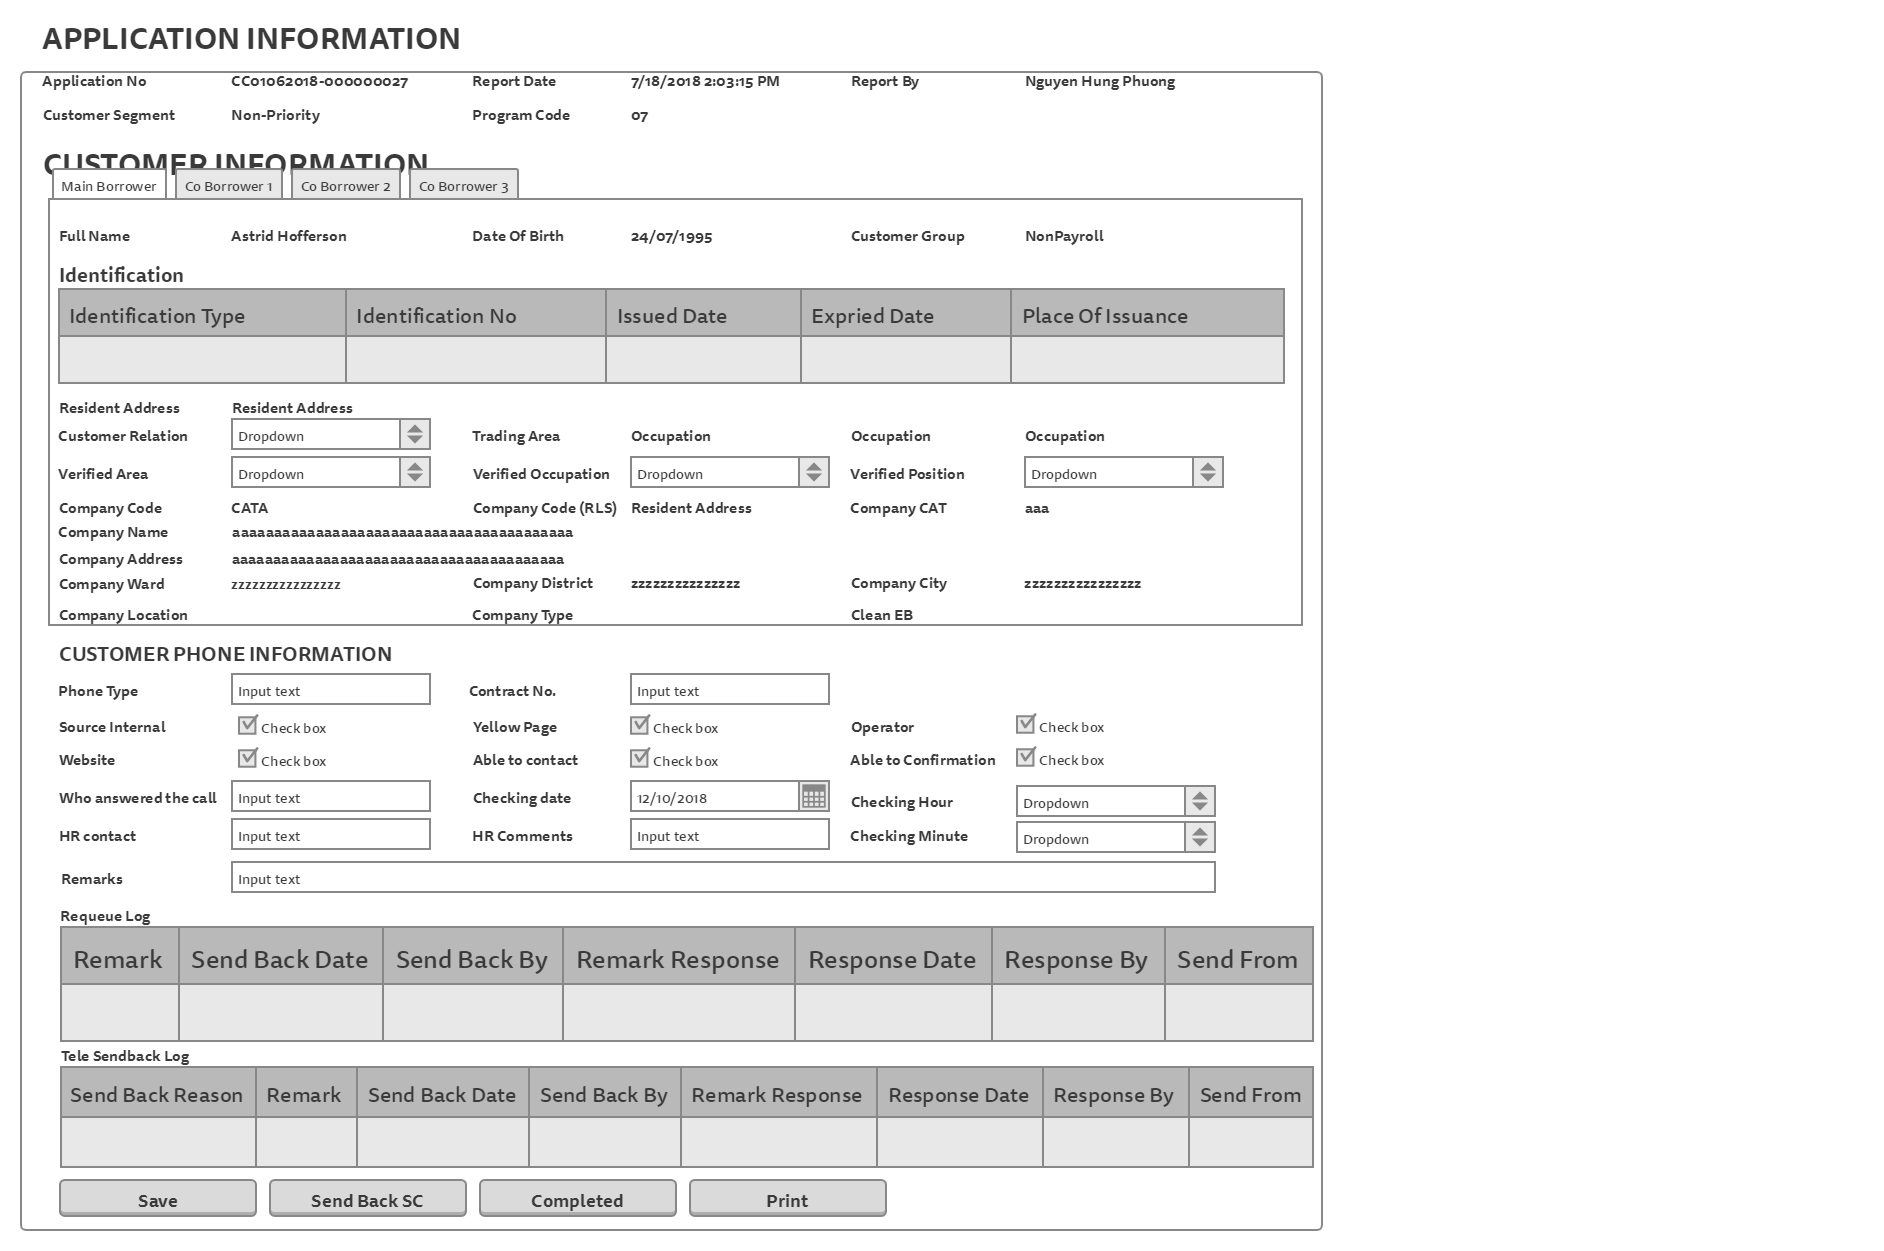 APPLICATION INFORMATION
Application No CC01062018-000000027 Report Date 7/18/2018 2:03:15 PM Report By Nguyen Hung Phuong
Customer Segment Non-Priority Program Code 07
CUSTOMER INFORMATION
Main Borrower Co Borrower 1 Co Borrower 2 Co Borrower 3
Full Name Astrid Hofferson Date Of Birth 24/07/1995 Customer Group NonPayroll
Identification
Identification Type Identification No Issued Date Expried Date Place Of Issuance
Resident Address Resident Address
Customer Relation Dropdown Trading Area Occupation Occupation Occupation
Verified Area Dropdown Verified Occupation Dropdown Verified Position Dropdown
Company Code CATA Company Code (RLS) Resident Address Company CAT aaa
Company Name aaaaaaaaaaaaaaaaaaaaaaaaaaaaaaaaaaaaaaa
Company Address aaaaaaaaaaaaaaaaaaaaaaaaaaaaaaaaaaaaaa
Company Ward zzzzzzzzzzzzzzzz Company District zzzzzzzzzzzzzzz Company City zzzzzzzzzzzzzzzz
Company Location Company Type Clean EB
CUSTOMER PHONE INFORMATION
Phone Type Input text Contract No. Input text
Source Internal Check box Yellow Page Check box Operator Check box
Website Check box Able to contact Check box Able to Confirmation Check box
Who answered the call Input text Checking date 12/10/2018 Checking Hour Dropdown
HR contact Input text HR Comments Input text Checking Minute Dropdown
Remarks Input text
Requeue Log
Remark Send Back Date Send Back By Remark Response Response Date Response By Send From
Tele Sendback Log
Send Back Reason Remark Send Back Date Send Back By Remark Response Response Date Response By Send From
Save Send Back SC Completed Print